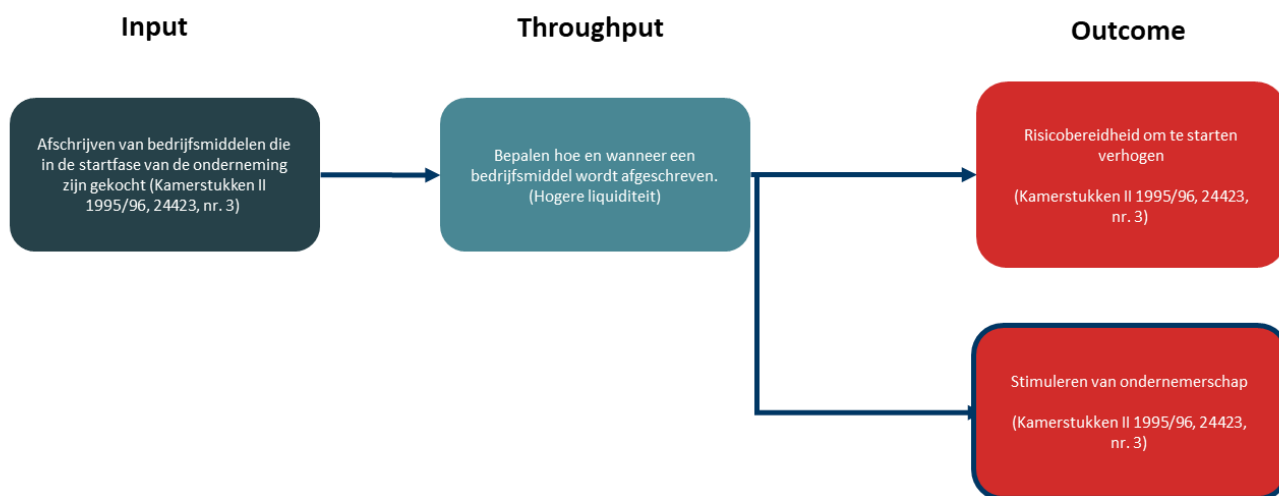 Input
Throughput
Outcome
Afschrijven van bedrijfsmiddelen die
in de startfase van de onderneming
zijn gekocht (Kamerstukken II
1995/96, 24423, nr. 3)
Bepalen hoe en wanneer een
bedrijfsmiddel wordt afgeschreven.
(Hogere liquiditeit)
Risicobereidheid om te starten
verhogen
(Kamerstukken II 1995/96, 24423,
nr. 3)
Stimuleren van ondernemerschap
(Kamerstukken II 1995/96, 24423,
nr. 3)